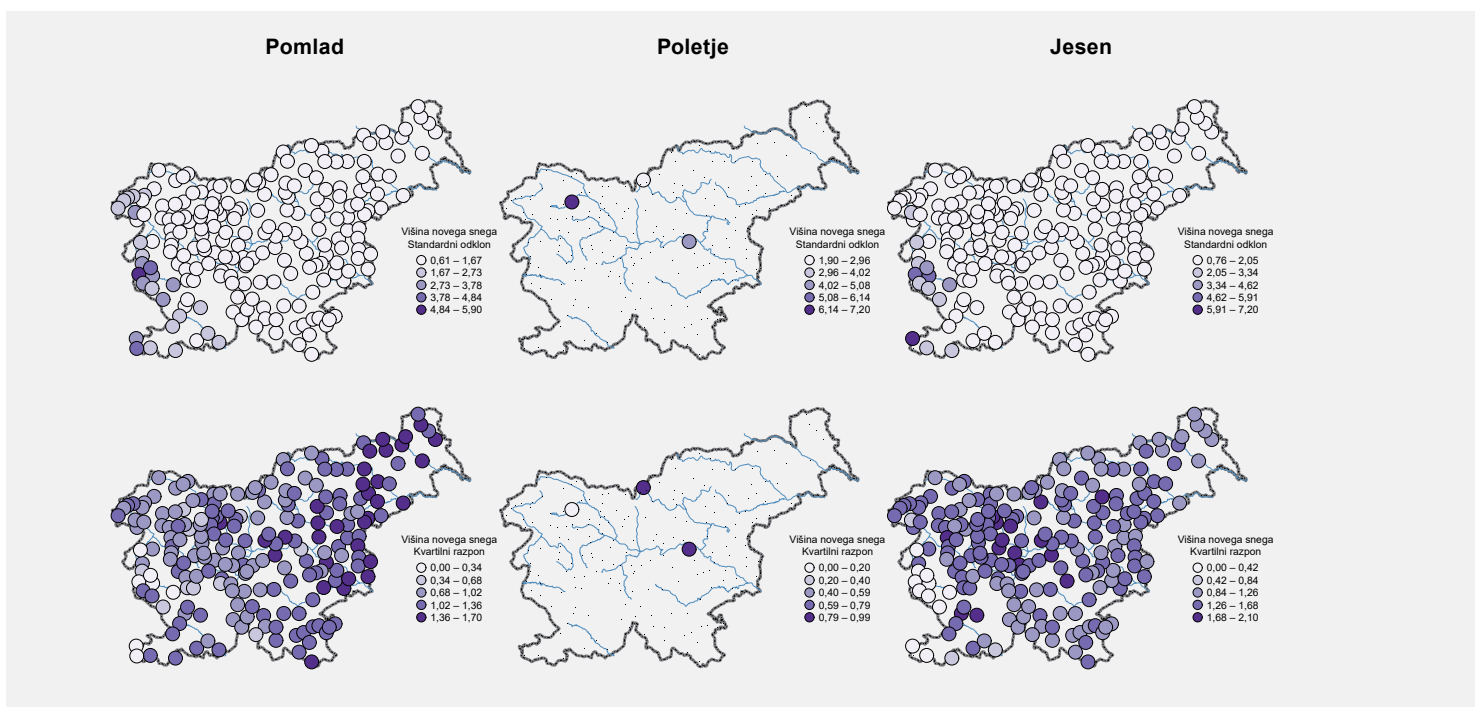 Pomlad
Poletje
Jesen
Višina novega snega
Standardni odklon
0,61 – 1,67
1,67 – 2,73
2,73 – 3,78
3,78 – 4,84
4,84 – 5,90
Višina novega snega
Standardni odklon
1,90 – 2,96
2,96 – 4,02
4,02 – 5,08
5,08 – 6,14
6,14 – 7,20
Višina novega snega
Standardni odklon
0,76 – 2,05
2,05 – 3,34
3,34 – 4,62
4,62 – 5,91
5,91 – 7,20
Višina novega snega
Kvartilni razpon
0,00 – 0,34
0,34 – 0,68
0,68 – 1,02
1,02 – 1,36
1,36 – 1,70
Višina novega snega
Kvartilni razpon
0,00 – 0,20
0,20 – 0,40
0,40 – 0,59
0,59 – 0,79
0,79 – 0,99
Višina novega snega
Kvartilni razpon
0,00 – 0,42
0,42 – 0,84
0,84 – 1,26
1,26 – 1,68
1,68 – 2,10